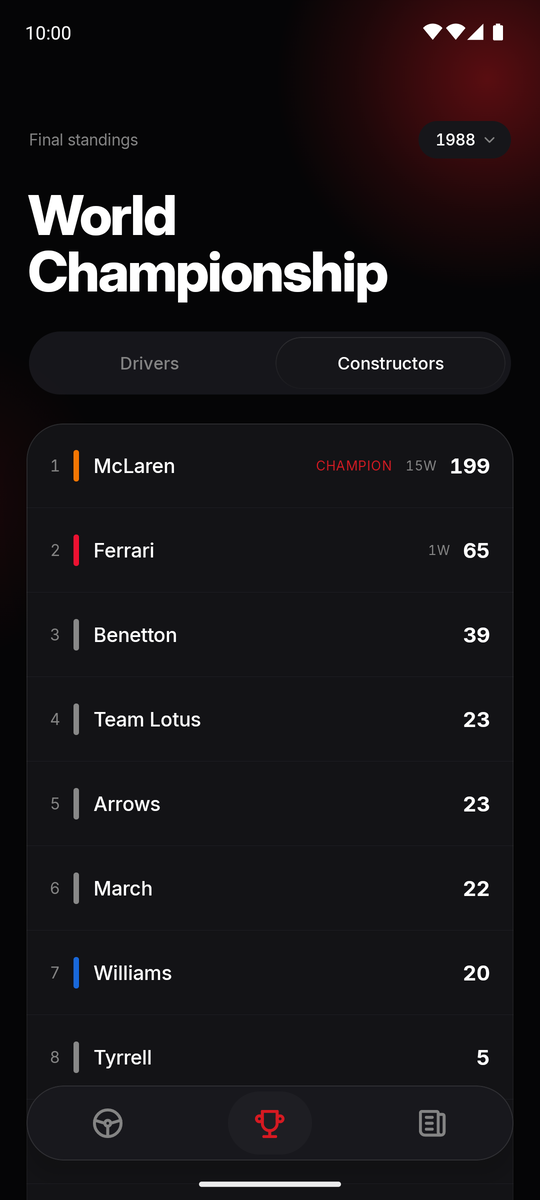 10:00
Final standings
1988
World
Championship
Drivers
Constructors
1 McLaren CHAMPION 15W 199
2 Ferrari 1W 65
3 Benetton 39
4 Team Lotus 23
5 Arrows 23
6 March 22
7 Williams 20
8 Tyrrell 5